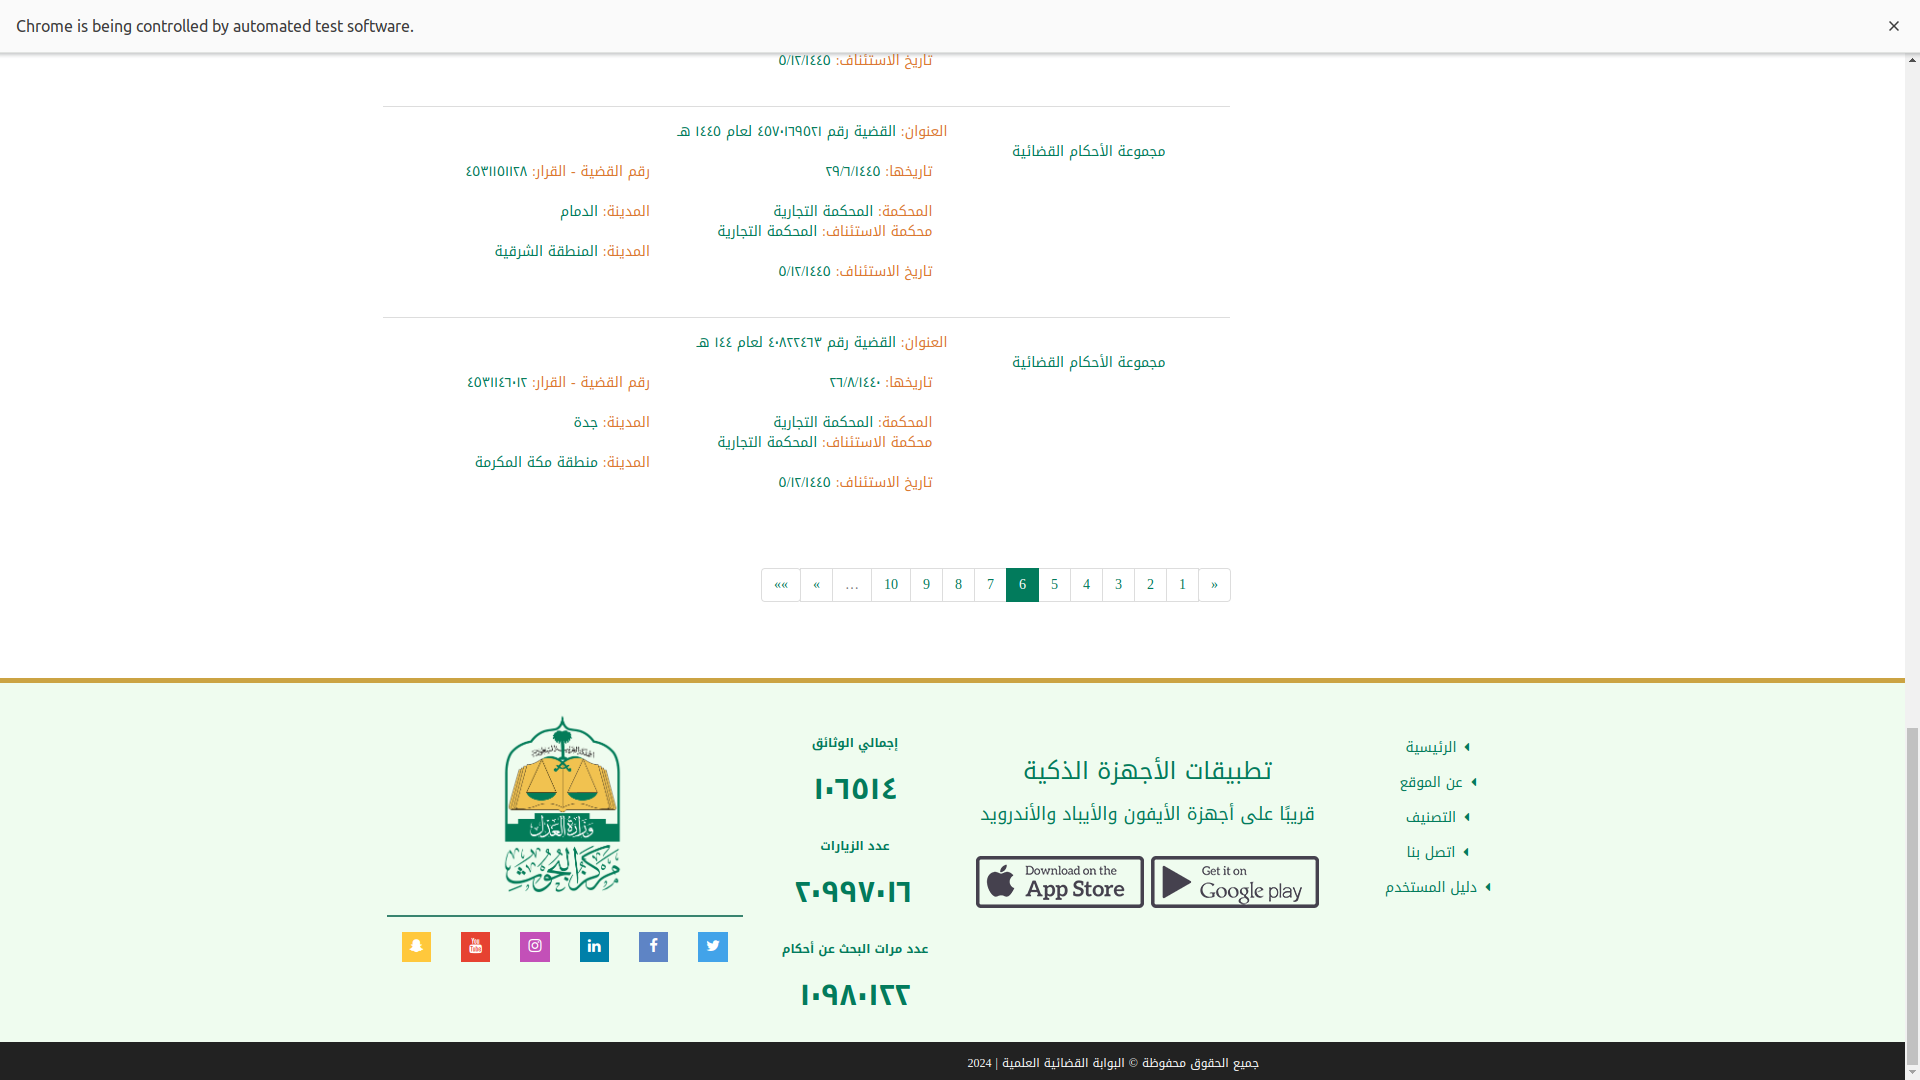 Chrome is being controlled by automated test software.
تاريخ الاستئناف: ٥/١٢/١٤٤٥
مجموعة الأحكام القضائية
العنوان: القضية رقم ٤٥٧٠١٦٩٥٢١ لعام ١٤٤٥ هـ
تاريخها: ٢٩/٦/١٤٤٥
رقم القضية - القرار: ٤٥٣١١٥١١٢٨
المحكمة: المحكمة التجارية
المدينة: الدمام
محكمة الاستئناف: المحكمة التجارية
المدينة: المنطقة الشرقية
تاريخ الاستئناف: ٥/١٢/١٤٤٥
مجموعة الأحكام القضائية
العنوان: القضية رقم ٤٠٨٢٢٤٦٣ لعام ١٤٤ هـ
تاريخها: ٢٦/٨/١٤٤٠
رقم القضية - القرار: ٤٥٣١١٤٦٠١٢
المحكمة: المحكمة التجارية
المدينة: جدة
محكمة الاستئناف: المحكمة التجارية
المدينة: منطقة مكة المكرمة
تاريخ الاستئناف: ٥/١٢/١٤٤٥
« 1 2 3 4 5 6 7 8 9 10 … » »»
الرئيسية
عن الموقع
التصنيف
اتصل بنا
دليل المستخدم
تطبيقات الأجهزة الذكية
قريبًا على أجهزة الأيفون والأيباد والأندرويد
Get it on
Google play
Download on the
App Store
إجمالي الوثائق
١٠٦٥١٤
عدد الزيارات
٢٠٩٩٧٠١٦
عدد مرات البحث عن أحكام
١٠٩٨٠١٢٢
وزارة العدل
مركز البحوث
جميع الحقوق محفوظة © البوابة القضائية العلمية | 2024